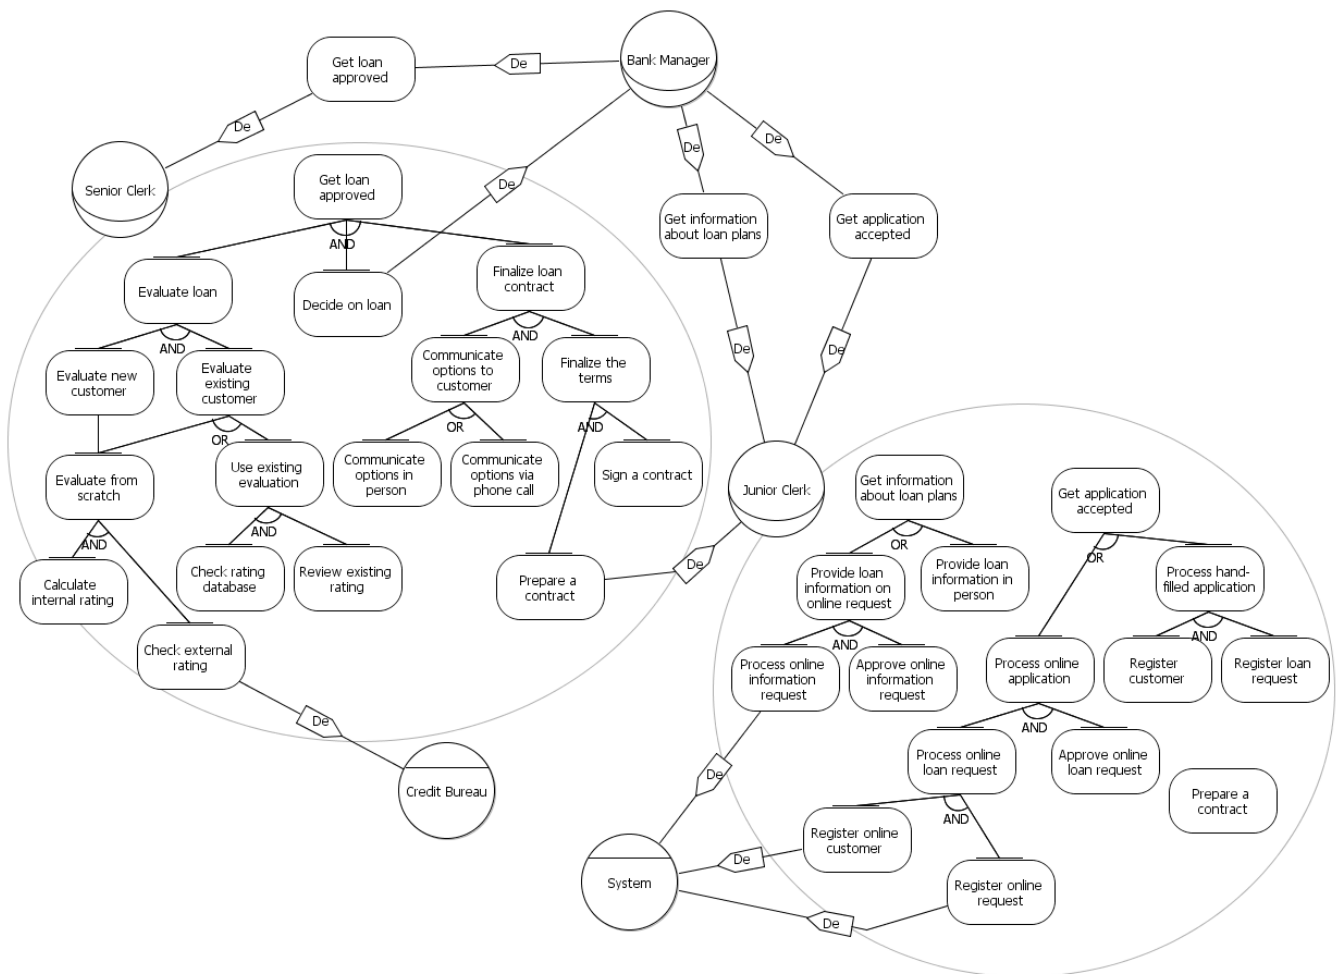 Bank Manager
Get loan
approved
De
De
Senior Clerk
Get loan
approved
AND
De
De
De
Get information
about loan plans
Get application
accepted
De
De
Evaluate loan
AND
Decide on loan
Finalize loan
contract
AND
Evaluate new
customer
Evaluate
existing
customer
OR
Communicate
options to
customer
OR
Finalize the
terms
AND
Evaluate from
scratch
AND
Use existing
evaluation
AND
Communicate
options in
person
Communicate
options via
phone call
Sign a contract
Calculate
internal rating
Check rating
database
Review existing
rating
Prepare a
contract
De
Check external
rating
De
Credit Bureau
Junior Clerk
Get information
about loan plans
OR
Get application
accepted
OR
Provide loan
information on
online request
AND
Provide loan
information in
person
Process hand-
filled application
AND
Process online
information
request
Approve online
information
request
Process online
application
AND
Register
customer
Register loan
request
De
Process online
loan request
AND
Approve online
loan request
Prepare a
contract
Register online
customer
De
System
Register online
request
De